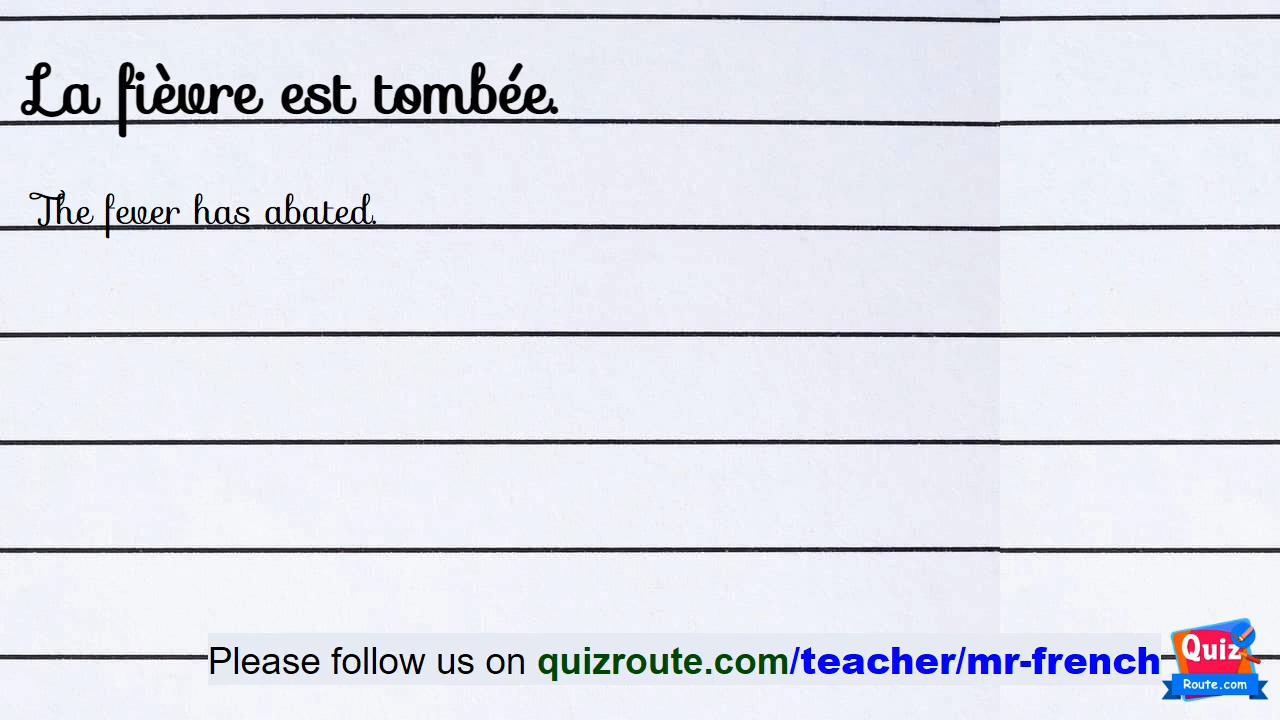 La fièvre est tombée.
The fever has abated.
Please follow us on quizroute.com/teacher/mr-french
Quiz
Route.com